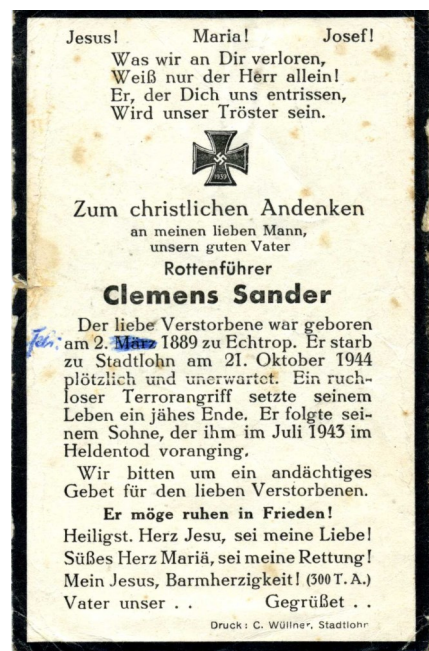 Jesus! Maria! Josef!
Was wir an Dir verloren,
Weiß nur der Herr allein!
Er, der Dich uns entrissen,
Wird unser Tröster sein.
1939
Zum christlichen Andenken
an meinen lieben Mann,
unsern guten Vater
Rottenführer
Clemens Sander
Der liebe Verstorbene war geboren
Feb: am 2. März 1889 zu Echtrop. Er starb
zu Stadtlohn am 21. Oktober 1944
plötzlich und unerwartet. Ein ruch-
loser Terrorangriff setzte seinem
Leben ein jähes Ende. Er folgte sei-
nem Sohne, der ihm im Juli 1943 im
Heldentod voranging.
Wir bitten um ein andächtiges
Gebet für den lieben Verstorbenen.
Er möge ruhen in Frieden!
Heiligst. Herz Jesu, sei meine Liebe!
Süßes Herz Mariä, sei meine Rettung!
Mein Jesus, Barmherzigkeit! (300 T. A.)
Vater unser . . Gegrüßet . .
Druck: C. Wüllner, Stadtlohn